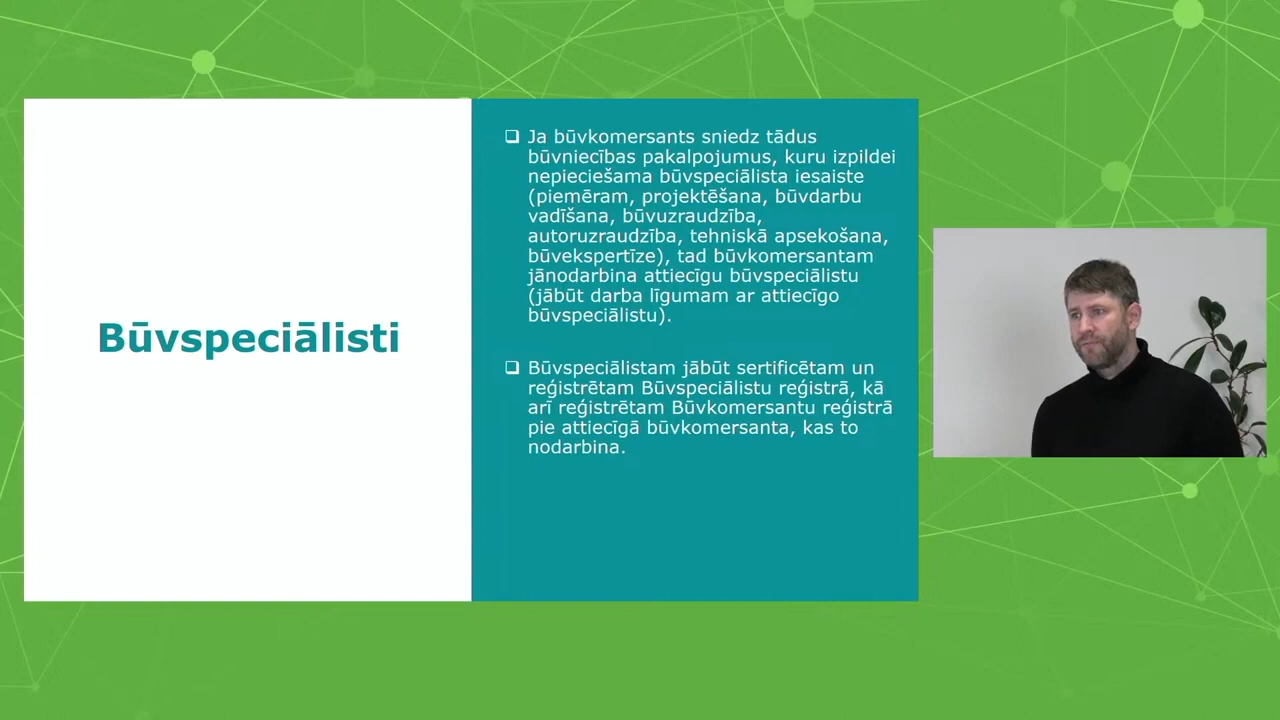 Būvspeciālisti
❑ Ja būvkomersants sniedz tādus
būvniecības pakalpojumus, kuru izpildei
nepieciešama būvspeciālista iesaiste
(piemēram, projektēšana, būvdarbu
vadīšana, būvuzraudzība,
autoruzraudzība, tehniskā apsekošana,
būvekspertīze), tad būvkomersantam
jānodarbina attiecīgu būvspeciālistu
(jābūt darba līgumam ar attiecīgo
būvspeciālistu).
❑ Būvspeciālistam jābūt sertificētam un
reģistrētam Būvspeciālistu reģistrā, kā
arī reģistrētam Būvkomersantu reģistrā
pie attiecīgā būvkomersanta, kas to
nodarbina.